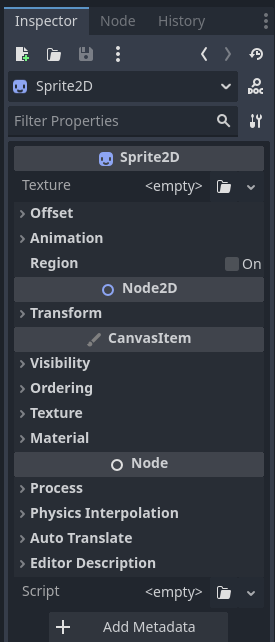 Inspector Node History
Sprite2D DOC
Filter Properties
Sprite2D
Texture <empty>
Offset
Animation
Region On
Node2D
Transform
CanvasItem
Visibility
Ordering
Texture
Material
Node
Process
Physics Interpolation
Auto Translate
Editor Description
Script <empty>
Add Metadata